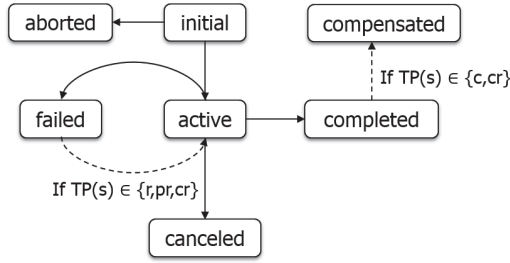 aborted
initial
compensated
If TP(s) ∈ {c,cr}
failed
active
completed
If TP(s) ∈ {r,pr,cr}
canceled